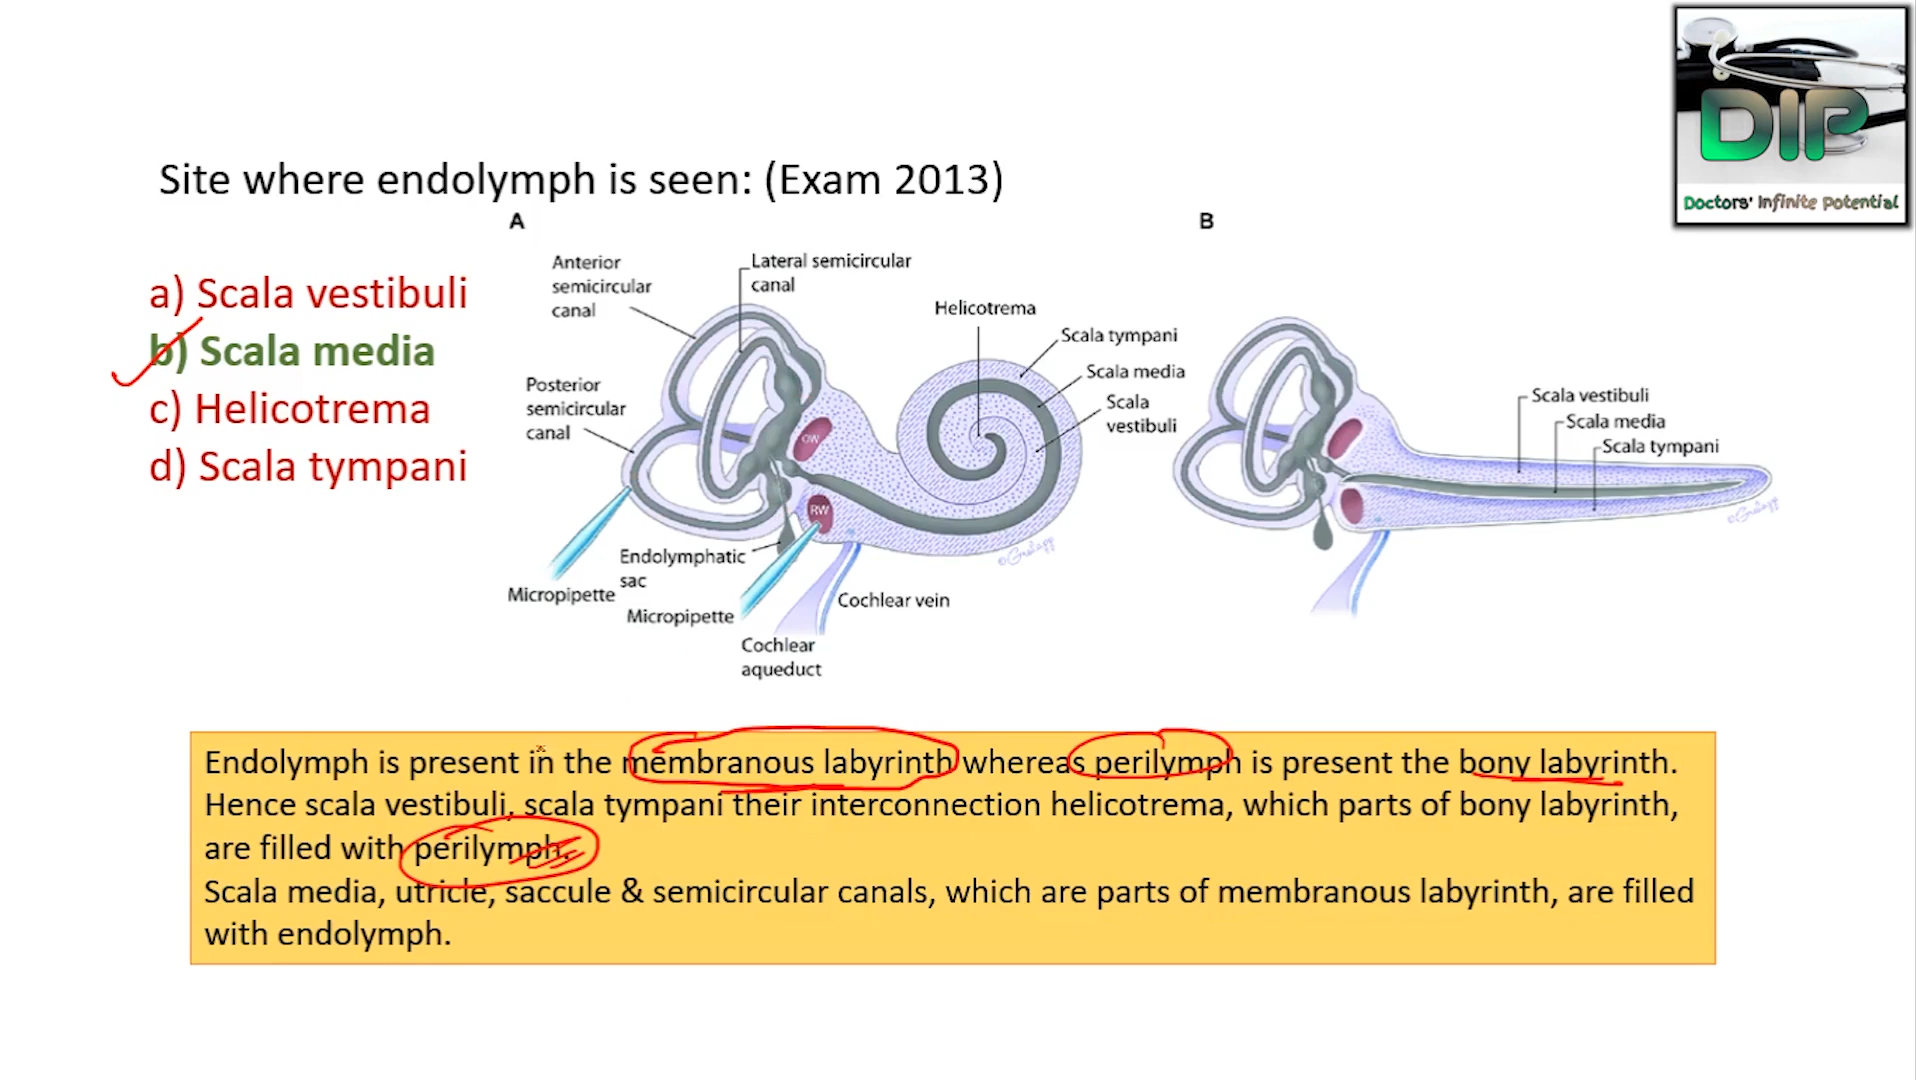 DIP
Doctors' Infinite Potential
Site where endolymph is seen: (Exam 2013)
a) Scala vestibuli
b) Scala media
c) Helicotrema
d) Scala tympani
A
Anterior
semicircular
canal
Lateral semicircular
canal
Helicotrema
Scala tympani
Scala media
Scala
vestibuli
Posterior
semicircular
canal
OW
RW
Endolymphatic
sac
Micropipette
Micropipette
Cochlear vein
Cochlear
aqueduct
B
Scala vestibuli
Scala media
Scala tympani
Endolymph is present in the membranous labyrinth whereas perilymph is present the bony labyrinth.
Hence scala vestibuli, scala tympani their interconnection helicotrema, which parts of bony labyrinth,
are filled with perilymph.
Scala media, utricle, saccule & semicircular canals, which are parts of membranous labyrinth, are filled
with endolymph.